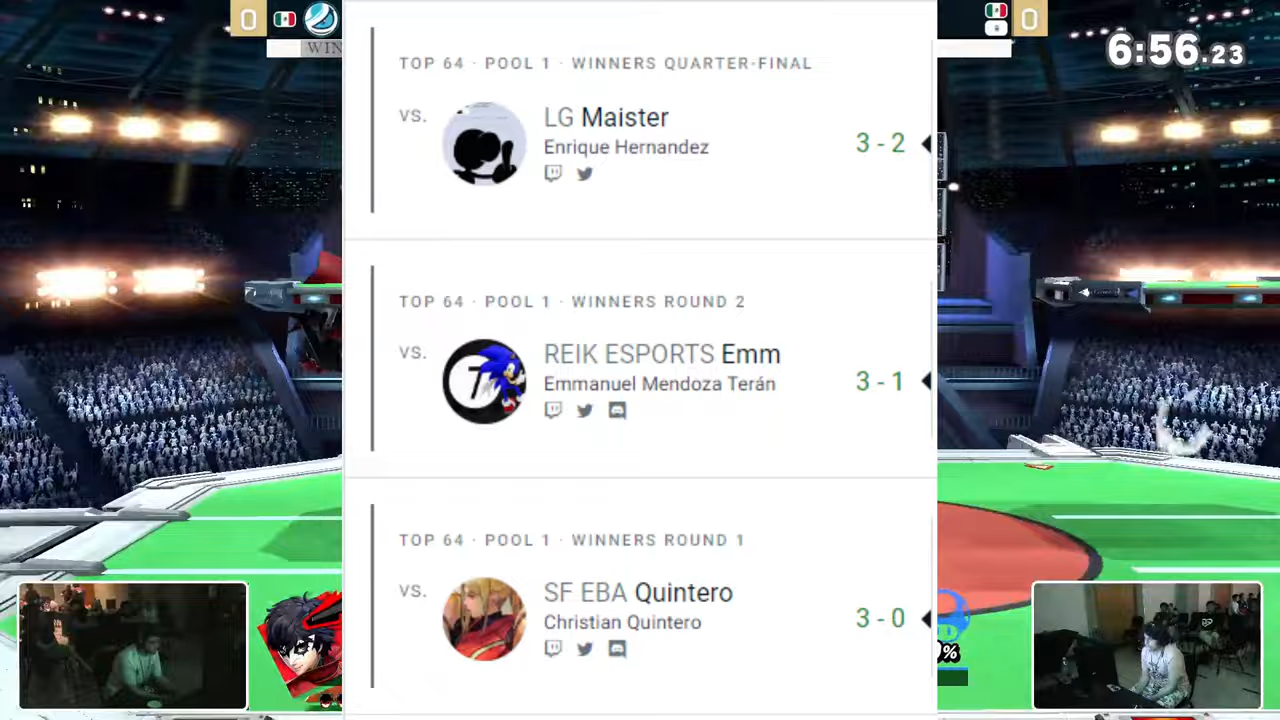 0
WIN
0
6:56.23
TOP 64 · POOL 1 · WINNERS QUARTER-FINAL
VS.
LG Maister
Enrique Hernandez
3 - 2
TOP 64 · POOL 1 · WINNERS ROUND 2
VS.
7
REIK ESPORTS Emm
Emmanuel Mendoza Terán
3 - 1
TOP 64 · POOL 1 · WINNERS ROUND 1
VS.
SF EBA Quintero
Christian Quintero
3 - 0
%